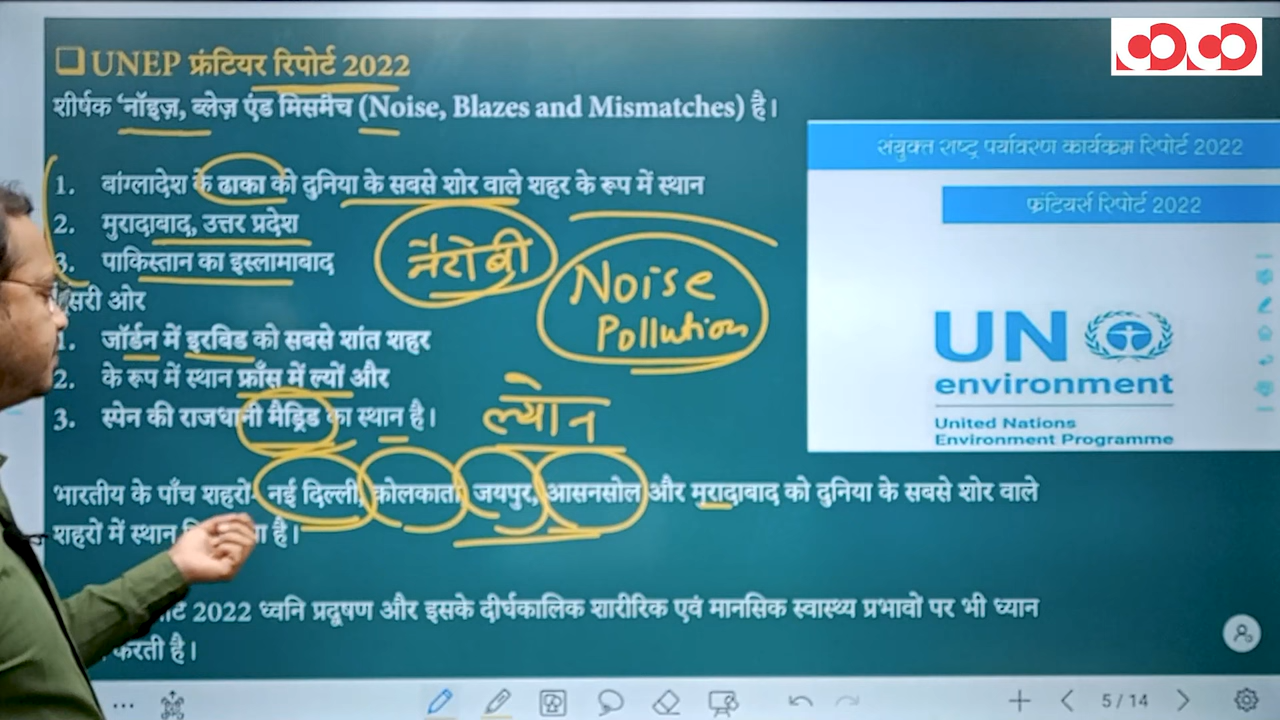 UNEP फ्रंटियर रिपोर्ट 2022
शीर्षक 'नॉइज़, ब्लेज़ एंड मिसमैच (Noise, Blazes and Mismatches) है।
1. बांग्लादेश के ढाका को दुनिया के सबसे शोर वाले शहर के रूप में स्थान
2. मुरादाबाद, उत्तर प्रदेश
3. पाकिस्तान का इस्लामाबाद
नैरोबी
Noise
Pollution
सरी ओर
1. जॉर्डन में इरबिड को सबसे शांत शहर
2. के रूप में स्थान फ्राँस में ल्यों और
3. स्पेन की राजधानी मैड्रिड का स्थान है।
ल्योन
भारतीय के पाँच शहरों- नई दिल्ली, कोलकाता, जयपुर, आसनसोल और मुरादाबाद को दुनिया के सबसे शोर वाले
शहरों में स्थान है।
2022 ध्वनि प्रदूषण और इसके दीर्घकालिक शारीरिक एवं मानसिक स्वास्थ्य प्रभावों पर भी ध्यान
करती है।
संयुक्त राष्ट्र पर्यावरण कार्यक्रम रिपोर्ट 2022
फ्रंटियर्स रिपोर्ट 2022
UN
environment
United Nations
Environment Programme
5/14